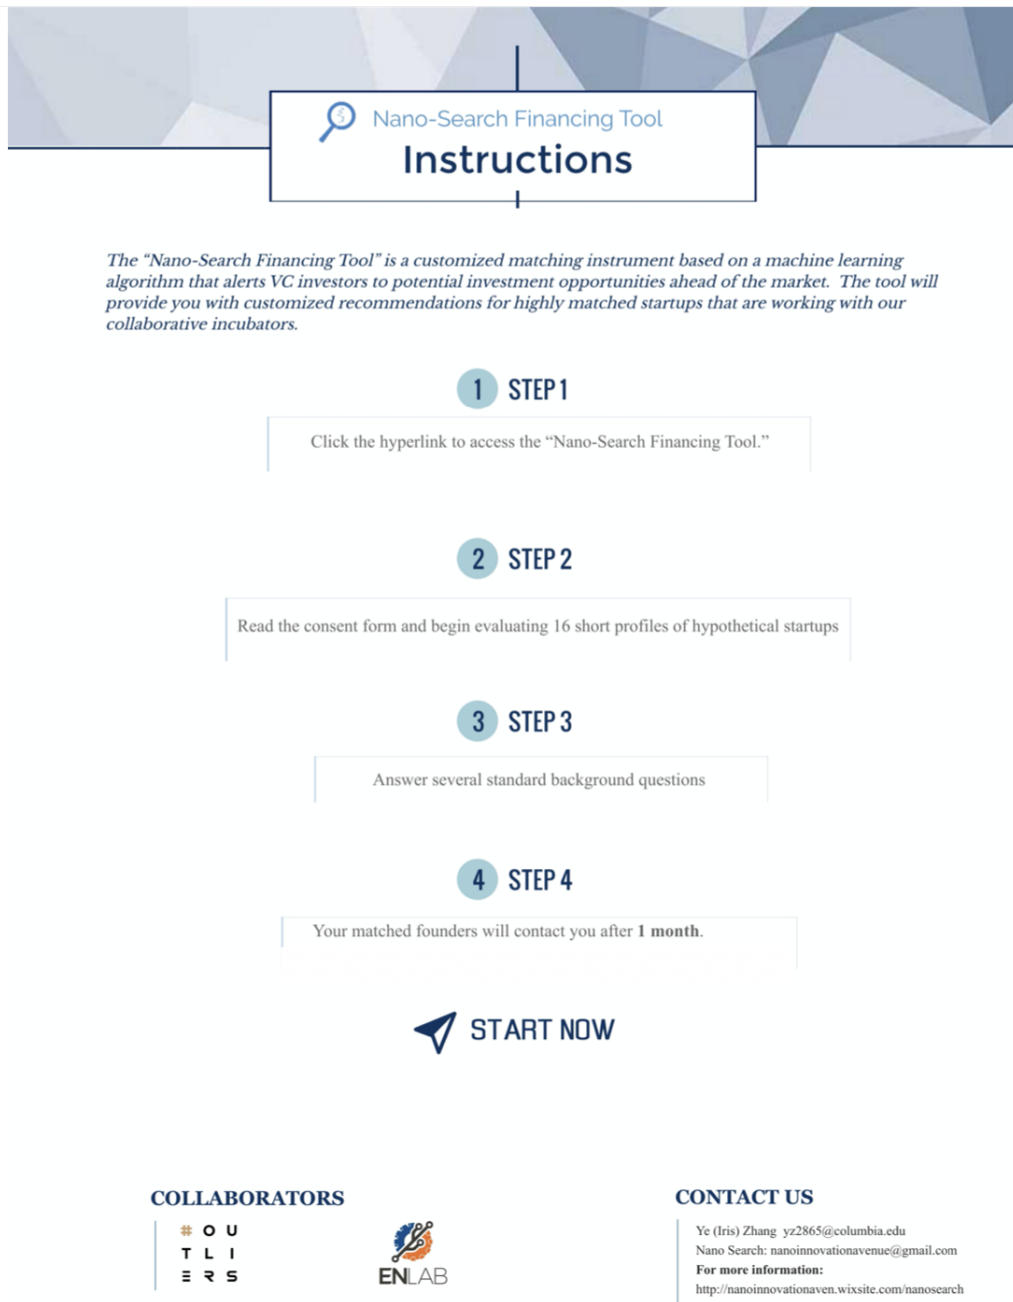 Nano-Search Financing Tool
Instructions
The “Nano-Search Financing Tool” is a customized matching instrument based on a machine learning
algorithm that alerts VC investors to potential investment opportunities ahead of the market.  The tool will
provide you with customized recommendations for highly matched startups that are working with our
collaborative incubators.
1 STEP 1
Click the hyperlink to access the “Nano-Search Financing Tool.”
2 STEP 2
Read the consent form and begin evaluating 16 short profiles of hypothetical startups
3 STEP 3
Answer several standard background questions
4 STEP 4
Your matched founders will contact you after 1 month.
START NOW
COLLABORATORS
# O U
T L I
E R S
ENLAB
CONTACT US
Ye (Iris) Zhang  yz2865@columbia.edu
Nano Search: nanoinnovationavenue@gmail.com
For more information:
http://nanoinnovationaven.wixsite.com/nanosearch